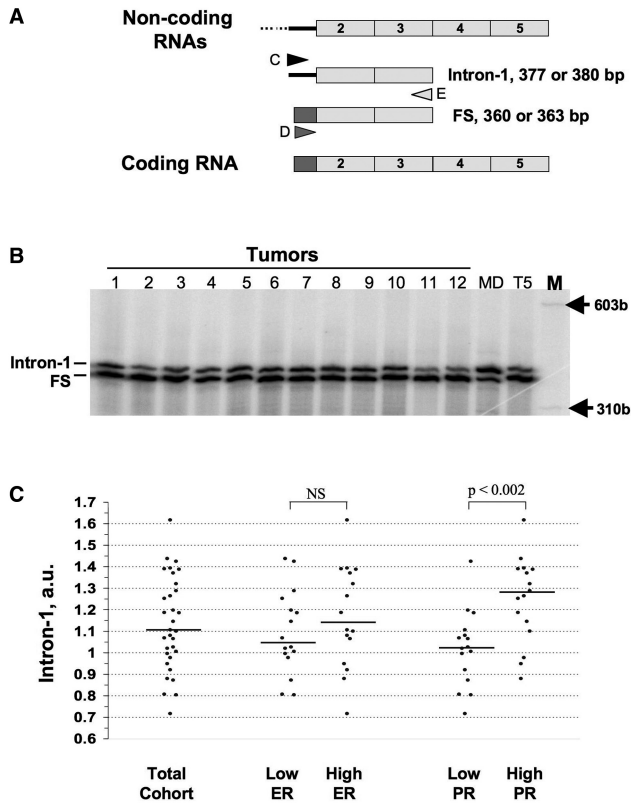 A
Non-coding
RNAs
2 3 4 5
C
Intron-1, 377 or 380 bp
E
FS, 360 or 363 bp
D
Coding RNA
2 3 4 5
B
Tumors
1 2 3 4 5 6 7 8 9 10 11 12 MD T5 M
603b
Intron-1
FS
310b
C
NS
p < 0.002
Intron-1, a.u.
1.7
1.6
1.5
1.4
1.3
1.2
1.1
1
0.9
0.8
0.7
0.6
Total
Cohort
Low
ER
High
ER
Low
PR
High
PR